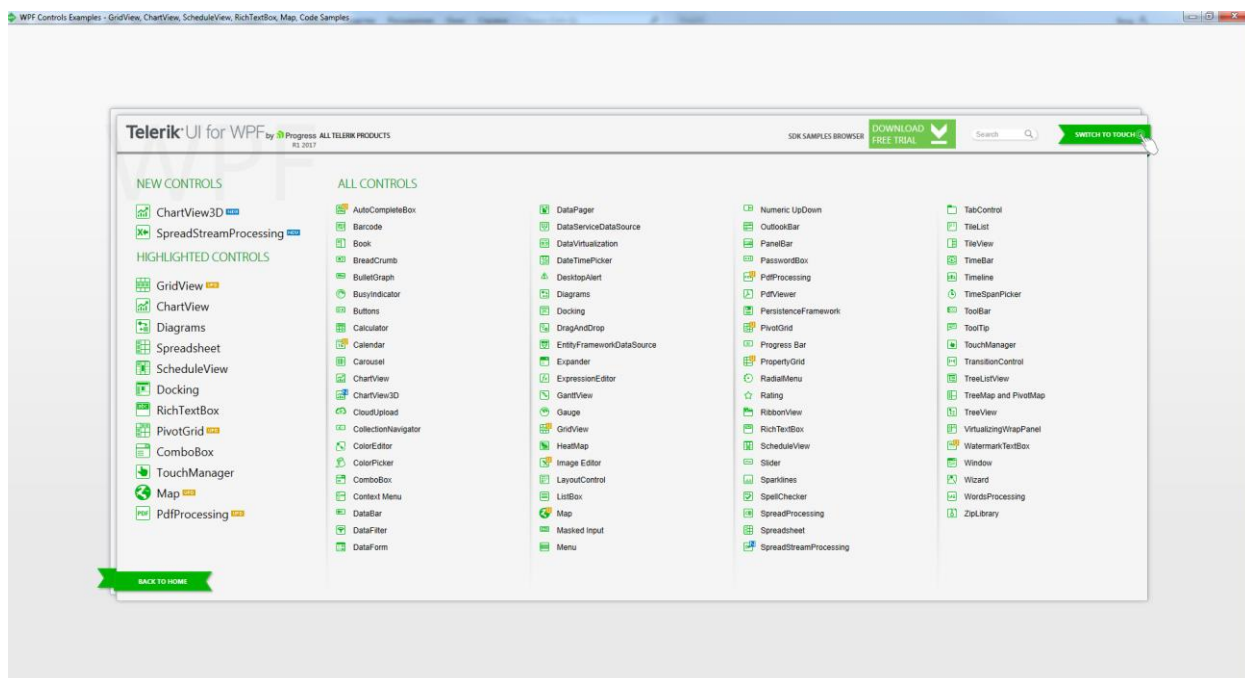 WPF Controls Examples - GridView, ChartView, ScheduleView, RichTextBox, Map, Code Samples
Telerik UI for WPF by Progress ALL TELERIK PRODUCTS
R1 2017
SDK SAMPLES BROWSER
DOWNLOAD
FREE TRIAL
Search
SWITCH TO TOUCH
WPF
NEW CONTROLS
ChartView3D NEW
SpreadStreamProcessing NEW
HIGHLIGHTED CONTROLS
GridView UPD
ChartView
Diagrams
Spreadsheet
ScheduleView
Docking
RichTextBox
PivotGrid UPD
ComboBox
TouchManager
Map UPD
PdfProcessing UPD
ALL CONTROLS
AutoCompleteBox
Barcode
Book
BreadCrumb
BulletGraph
BusyIndicator
Buttons
Calculator
Calendar
Carousel
ChartView
ChartView3D
CloudUpload
CollectionNavigator
ColorEditor
ColorPicker
ComboBox
Context Menu
DataBar
DataFilter
DataForm
DataPager
DataServiceDataSource
DataVirtualization
DateTimePicker
DesktopAlert
Diagrams
Docking
DragAndDrop
EntityFrameworkDataSource
Expander
ExpressionEditor
GanttView
Gauge
GridView
HeatMap
Image Editor
LayoutControl
ListBox
Map
Masked Input
Menu
Numeric UpDown
OutlookBar
PanelBar
PasswordBox
PdfProcessing
PdfViewer
PersistenceFramework
PivotGrid
Progress Bar
PropertyGrid
RadialMenu
Rating
RibbonView
RichTextBox
ScheduleView
Slider
Sparklines
SpellChecker
SpreadProcessing
Spreadsheet
SpreadStreamProcessing
TabControl
TileList
TileView
TimeBar
Timeline
TimeSpanPicker
ToolBar
ToolTip
TouchManager
TransitionControl
TreeListView
TreeMap and PivotMap
TreeView
VirtualizingWrapPanel
WatermarkTextBox
Window
Wizard
WordsProcessing
ZipLibrary
BACK TO HOME